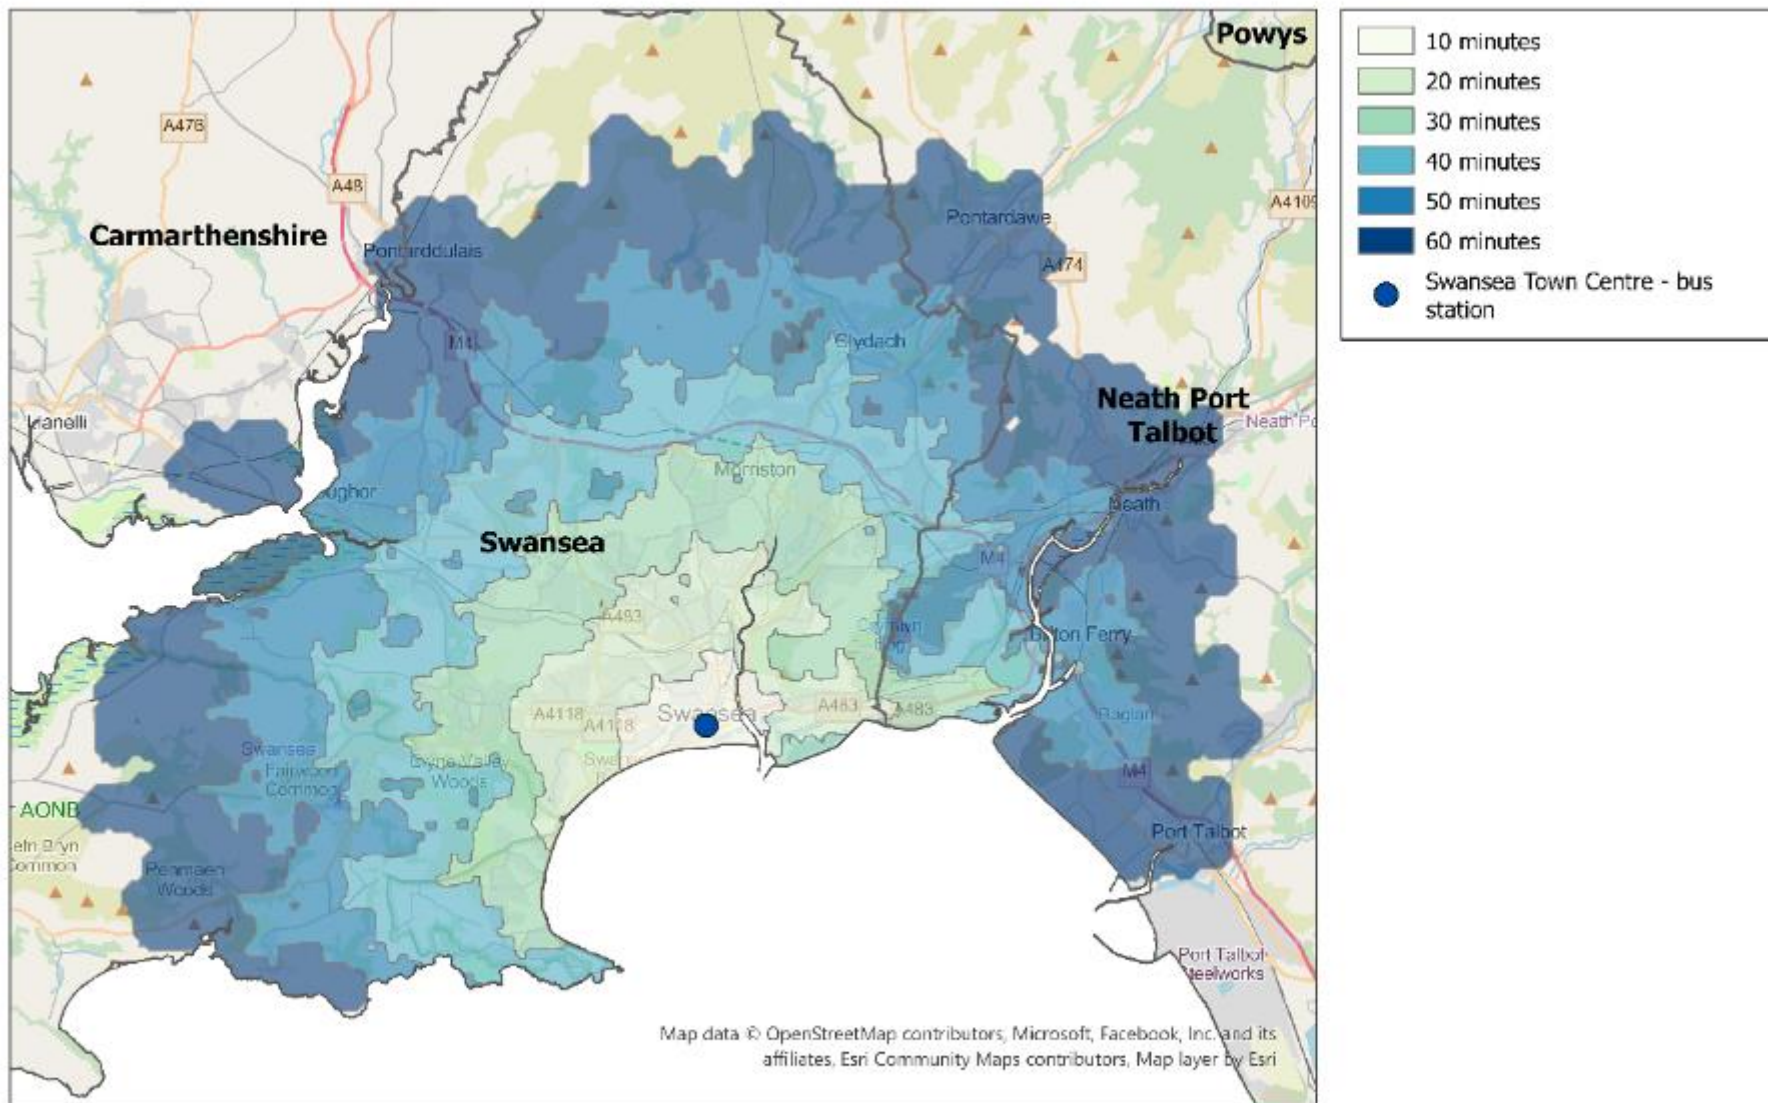 Powys
10 minutes
20 minutes
30 minutes
40 minutes
50 minutes
60 minutes
Swansea Town Centre - bus
station
A476
A48
A4109
Carmarthenshire
Pontarddulais
Pontardawe
A474
M4
Clydach
Neath Port
Talbot
Llanelli
Morriston
Neath
Swansea
M4
A483
Briton Ferry
A4118
A4118
Swansea
A483
A483
Baglan
Swansea
Fairwood
Common
Clyne Valley
Woods
M4
AONB
Port Talbot
Cefn Bryn
Common
Penmaen
Woods
Port Talbot
Steelworks
Map data © OpenStreetMap contributors, Microsoft, Facebook, Inc. and its
affiliates, Esri Community Maps contributors, Map layer by Esri